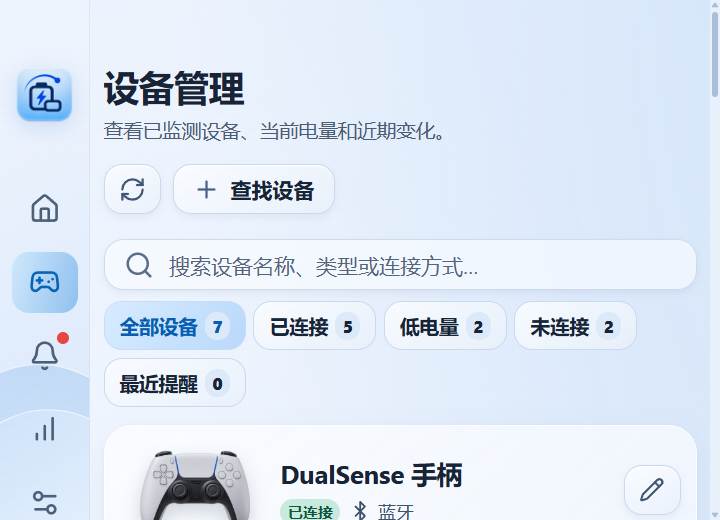 设备管理
查看已监测设备、当前电量和近期变化。
查找设备
搜索设备名称、类型或连接方式...
全部设备 7 已连接 5 低电量 2 未连接 2
最近提醒 0
DualSense 手柄
已连接 蓝牙